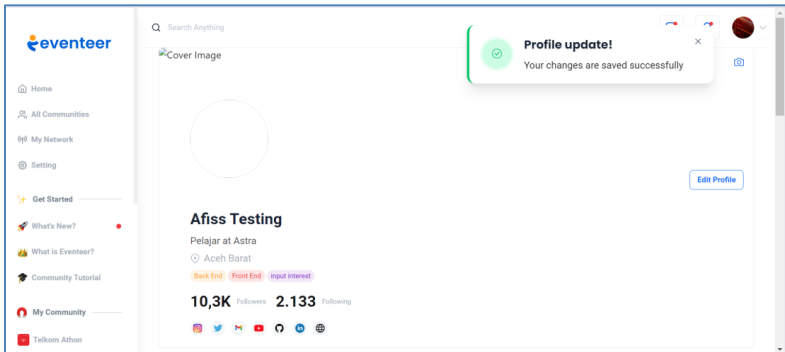 eventeer
Search Anything
Profile update!
Your changes are saved successfully
Cover Image
Home
All Communities
My Network
Setting
Get Started
What's New?
What is Eventeer?
Community Tutorial
My Community
Telkom Athon
Edit Profile
Afiss Testing
Pelajar at Astra
Aceh Barat
Back End Front End input interest
10,3K Followers 2.133 Following